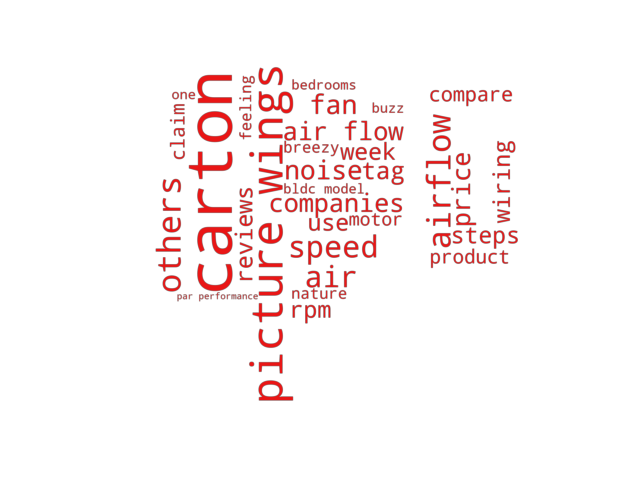 one
claim
others
carton
par performance
feeling
reviews
picture wings
bedrooms
fan
buzz
air flow
breezy
week
noisetag
bldc model
companies
use
motor
speed
air
nature
rpm
compare
airflow
price
wiring
steps
product